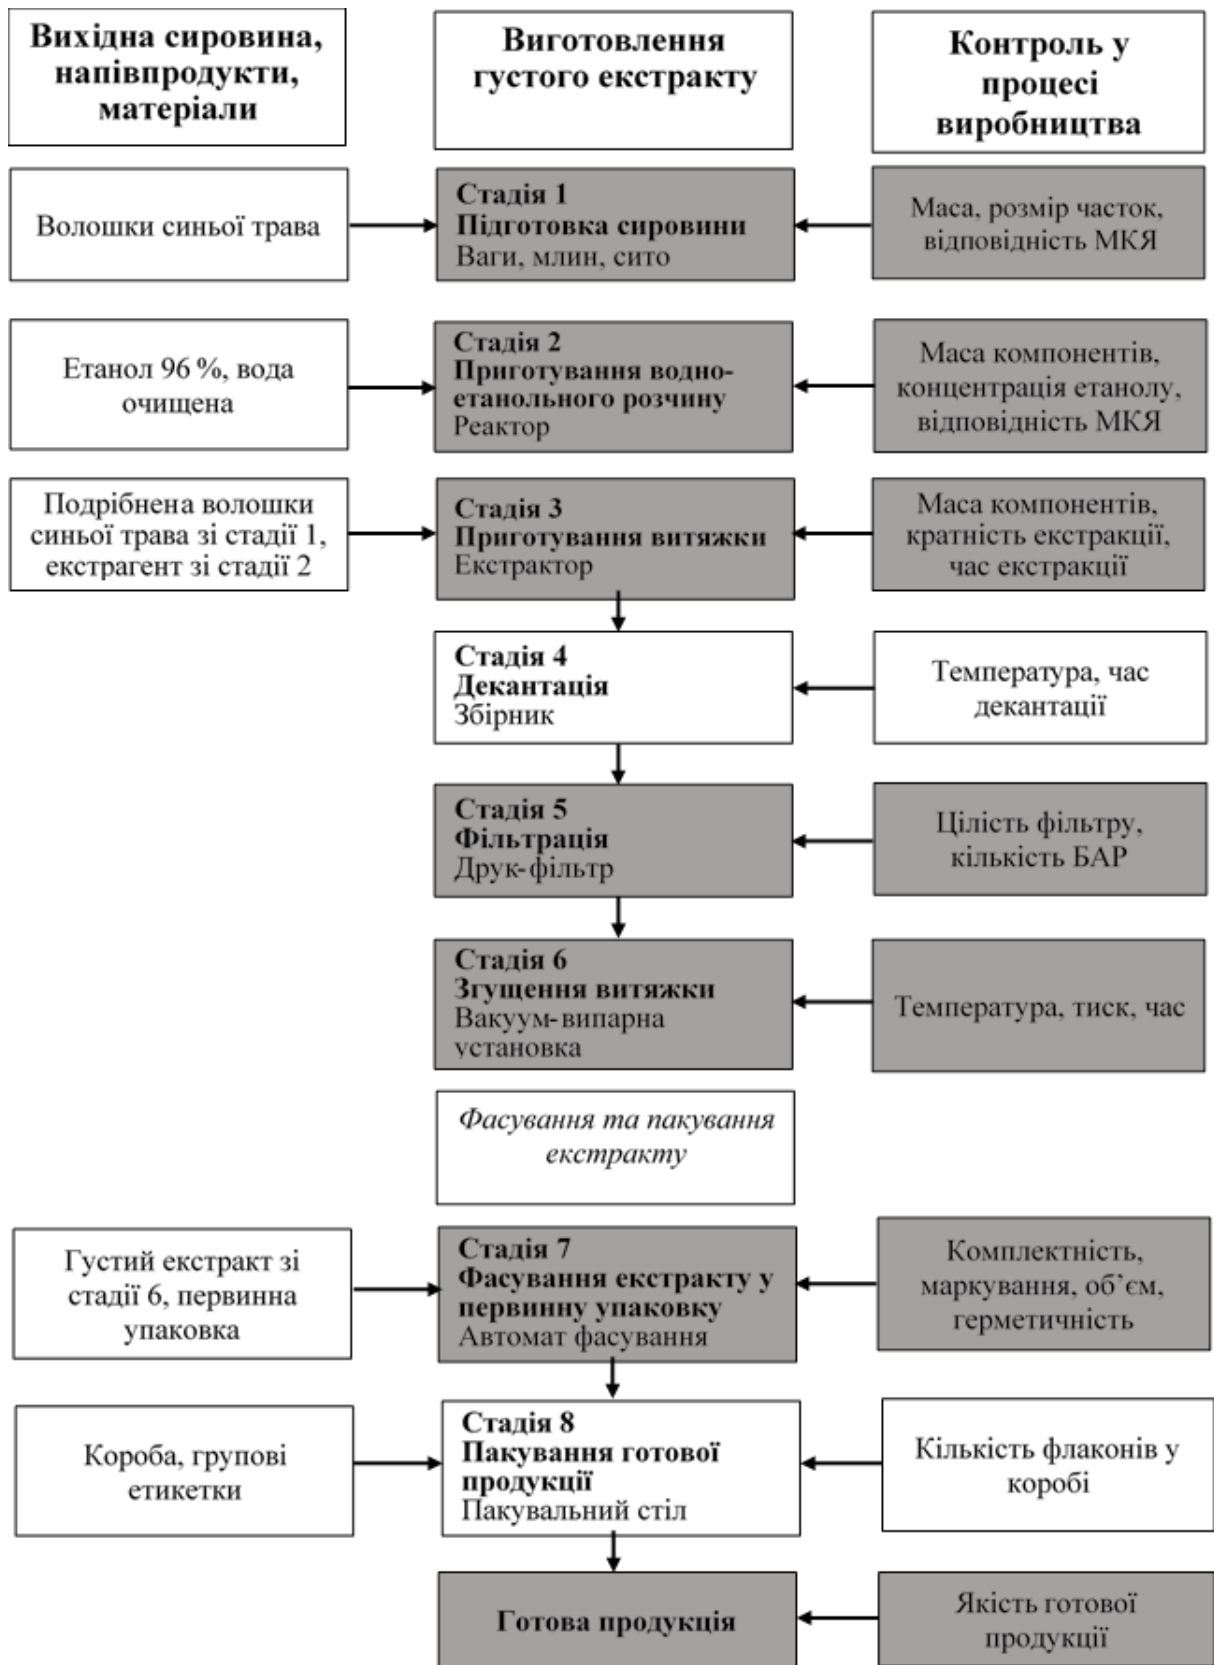 Вихідна сировина,
напівпродукти,
матеріали
Виготовлення
густого екстракту
Контроль у
процесі
виробництва
Волошки синьої трава
Стадія 1
Підготовка сировини
Ваги, млин, сито
Маса, розмір часток,
відповідність МКЯ
Етанол 96 %, вода
очищена
Стадія 2
Приготування водно-
етанольного розчину
Реактор
Маса компонентів,
концентрація етанолу,
відповідність МКЯ
Подрібнена волошки
синьої трава зі стадії 1,
екстрагент зі стадії 2
Стадія 3
Приготування витяжки
Екстрактор
Маса компонентів,
кратність екстракції,
час екстракції
Стадія 4
Декантація
Збірник
Температура, час
декантації
Стадія 5
Фільтрація
Друк-фільтр
Цілість фільтру,
кількість БАР
Стадія 6
Згущення витяжки
Вакуум-випарна
установка
Температура, тиск, час
Фасування та пакування
екстракту
Густий екстракт зі
стадії 6, первинна
упаковка
Стадія 7
Фасування екстракту у
первинну упаковку
Автомат фасування
Комплектність,
маркування, об’єм,
герметичність
Короба, групові
етикетки
Стадія 8
Пакування готової
продукції
Пакувальний стіл
Кількість флаконів у
коробі
Готова продукція
Якість готової
продукції